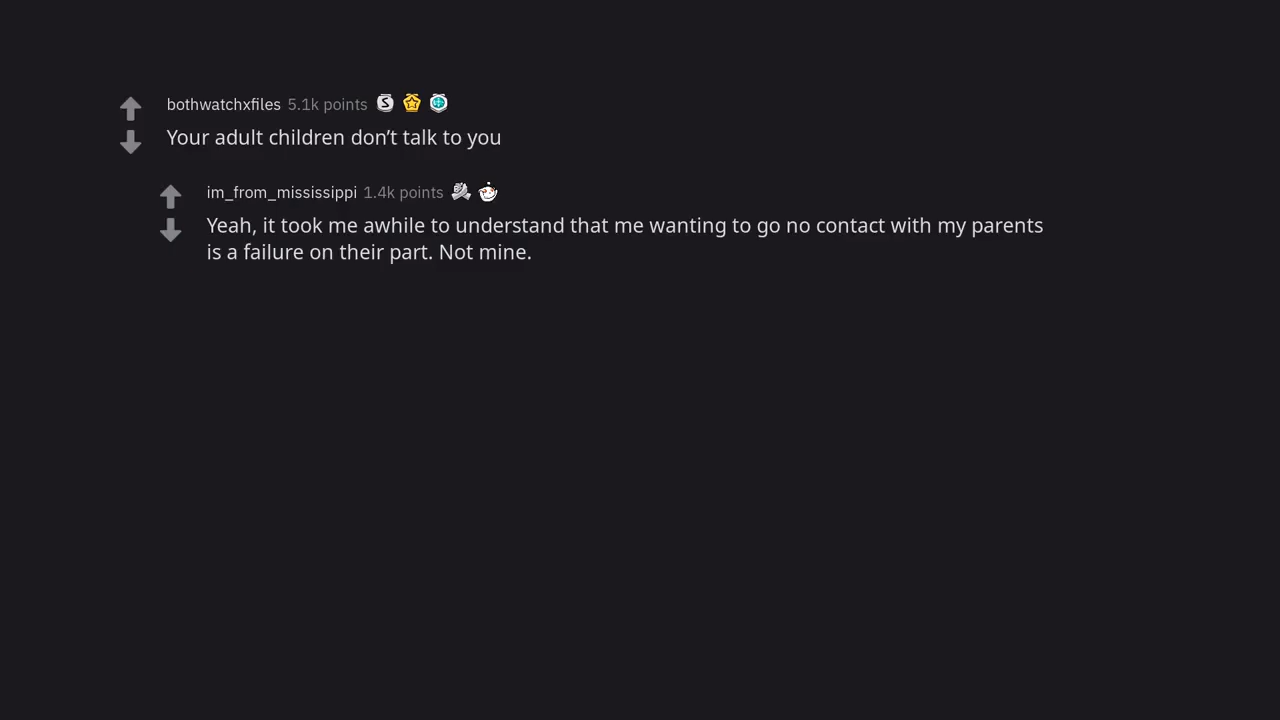 bothwatchxfiles 5.1k points
Your adult children don’t talk to you
im_from_mississippi 1.4k points
Yeah, it took me awhile to understand that me wanting to go no contact with my parents
is a failure on their part. Not mine.